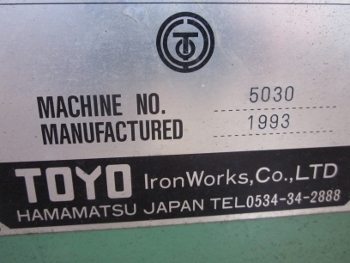 MACHINE NO. 5030
MANUFACTURED 1993
TOYO IronWorks,Co.,LTD
HAMAMATSU JAPAN TEL0534-34-2888